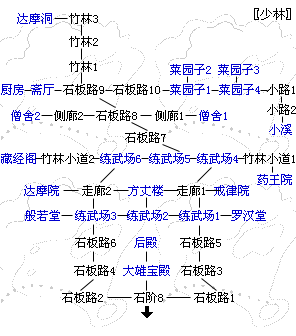 [[少林]]
达摩洞 竹林3
竹林2
竹林1 菜园子2 菜园子3
厨房 斋厅 石板路9 石板路10 菜园子1 菜园子4 小路1
小路2
僧舍2 侧廊2 石板路8 侧廊1 僧舍1
小溪
石板路7
藏经阁 竹林小道2 练武场6 练武场5 练武场4 竹林小道1
药王院
达摩院 走廊2 方丈楼 走廊1 戒律院
般若堂 练武场3 练武场2 练武场1 罗汉堂
石板路6 后殿 石板路5
石板路4 大雄宝殿 石板路3
石板路2 石阶8 石板路1